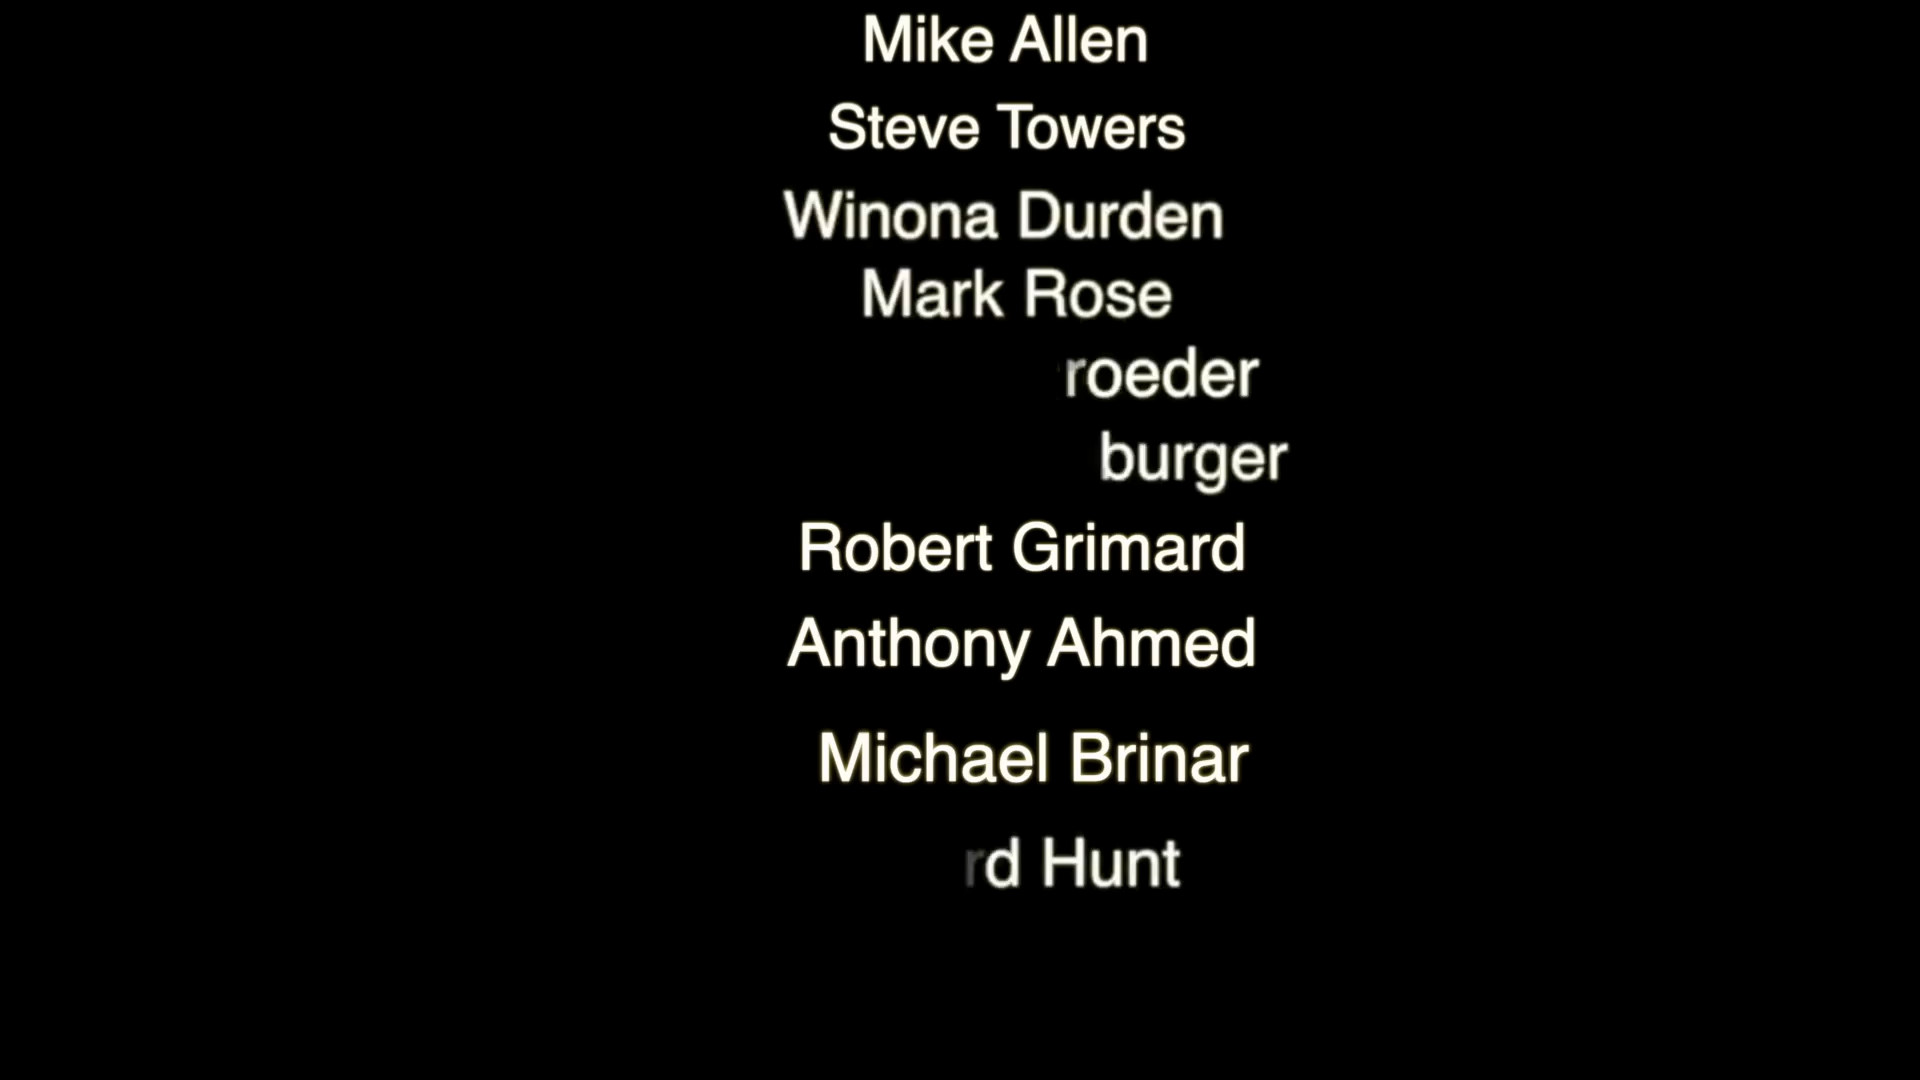 Mike Allen
Steve Towers
Winona Durden
Mark Rose
roeder
burger
Robert Grimard
Anthony Ahmed
Michael Brinar
rd Hunt